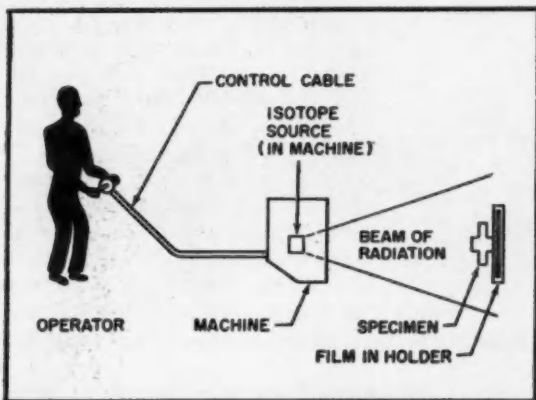 CONTROL CABLE
ISOTOPE
SOURCE
(IN MACHINE)
BEAM OF
RADIATION
OPERATOR
MACHINE
SPECIMEN
FILM IN HOLDER